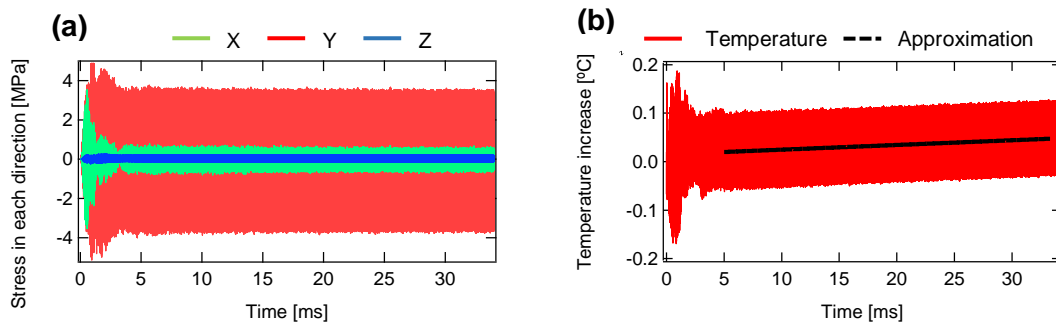 (a)
X Y Z
Stress in each direction [MPa]
4
2
0
-2
-4
0 5 10 15 20 25 30
Time [ms]
(b)
Temperature Approximation
Temperature increase [ºC]
0.2
0.1
0.0
-0.1
-0.2
0 5 10 15 20 25 30
Time [ms]